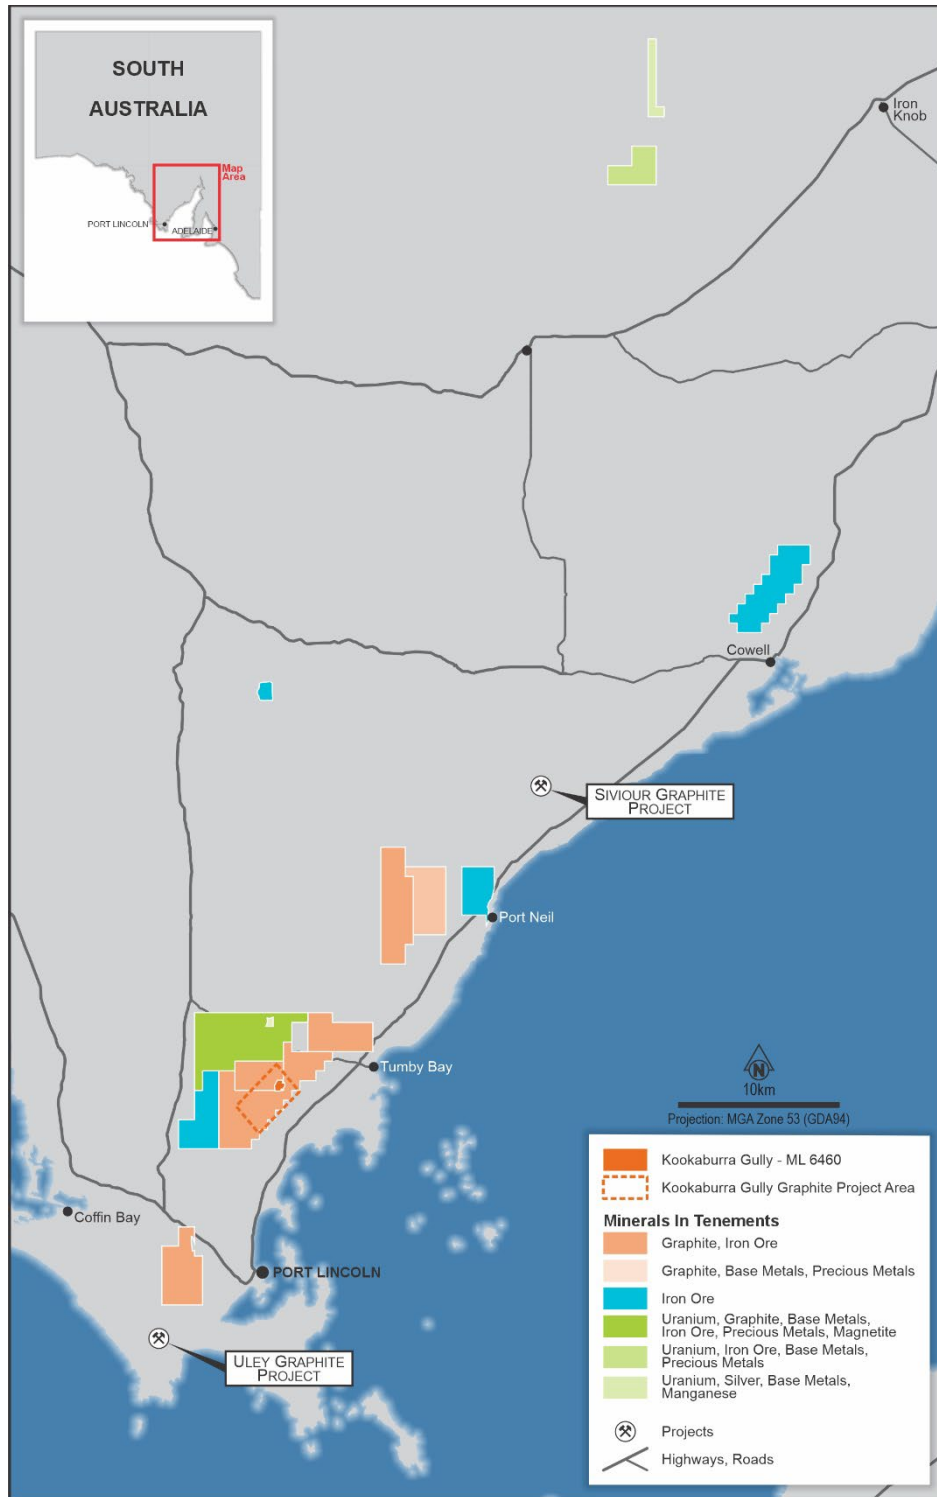 SOUTH
AUSTRALIA
Map
Area
PORT LINCOLN
ADELAIDE
Iron
Knob
Cowell
SIVIOUR GRAPHITE
PROJECT
Port Neil
Tumby Bay
N
10km
Projection: MGA Zone 53 (GDA94)
Coffin Bay
PORT LINCOLN
ULEY GRAPHITE
PROJECT
Kookaburra Gully - ML 6460
Kookaburra Gully Graphite Project Area
Minerals In Tenements
Graphite, Iron Ore
Graphite, Base Metals, Precious Metals
Iron Ore
Uranium, Graphite, Base Metals,
Iron Ore, Precious Metals, Magnetite
Uranium, Iron Ore, Base Metals,
Precious Metals
Uranium, Silver, Base Metals,
Manganese
Projects
Highways, Roads